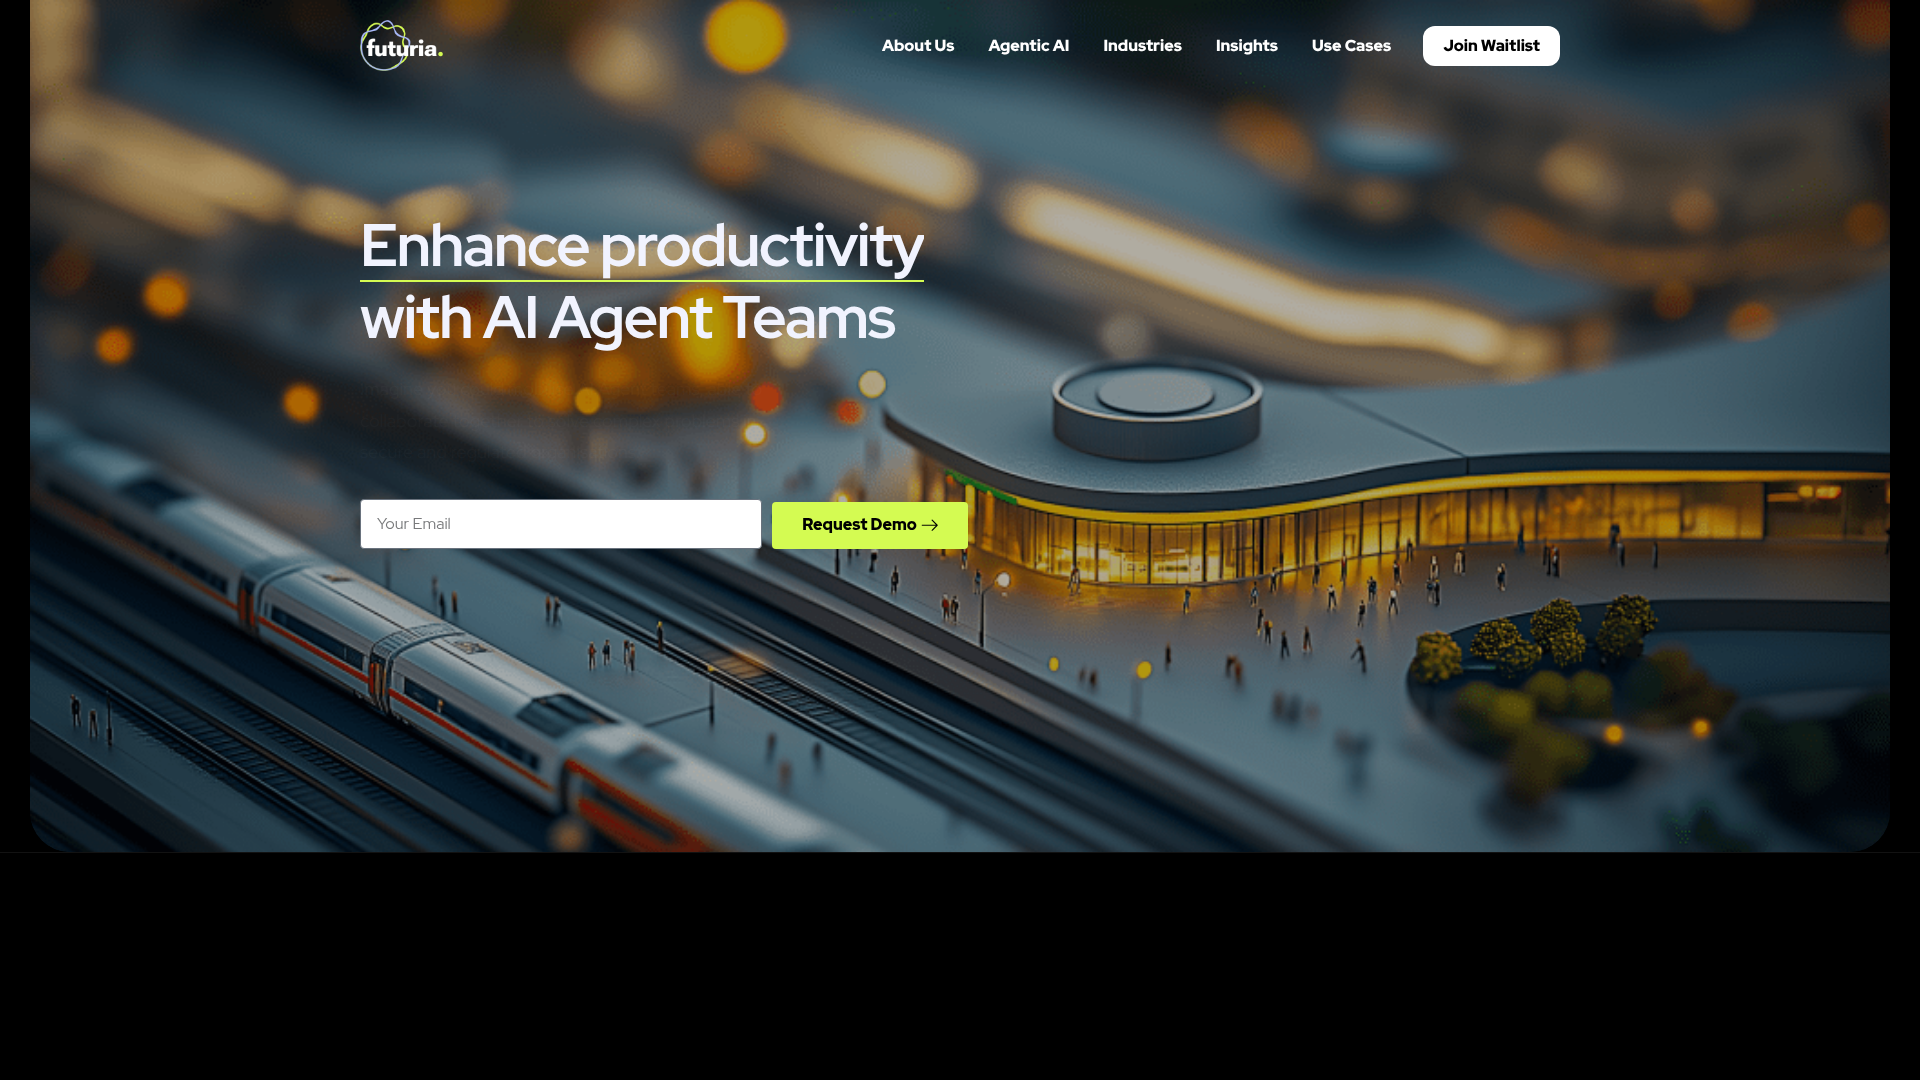 futuria.
About Us
Agentic AI
Industries
Insights
Use Cases
Join Waitlist
Enhance productivity
with AI Agent Teams
Your Email
Request Demo →